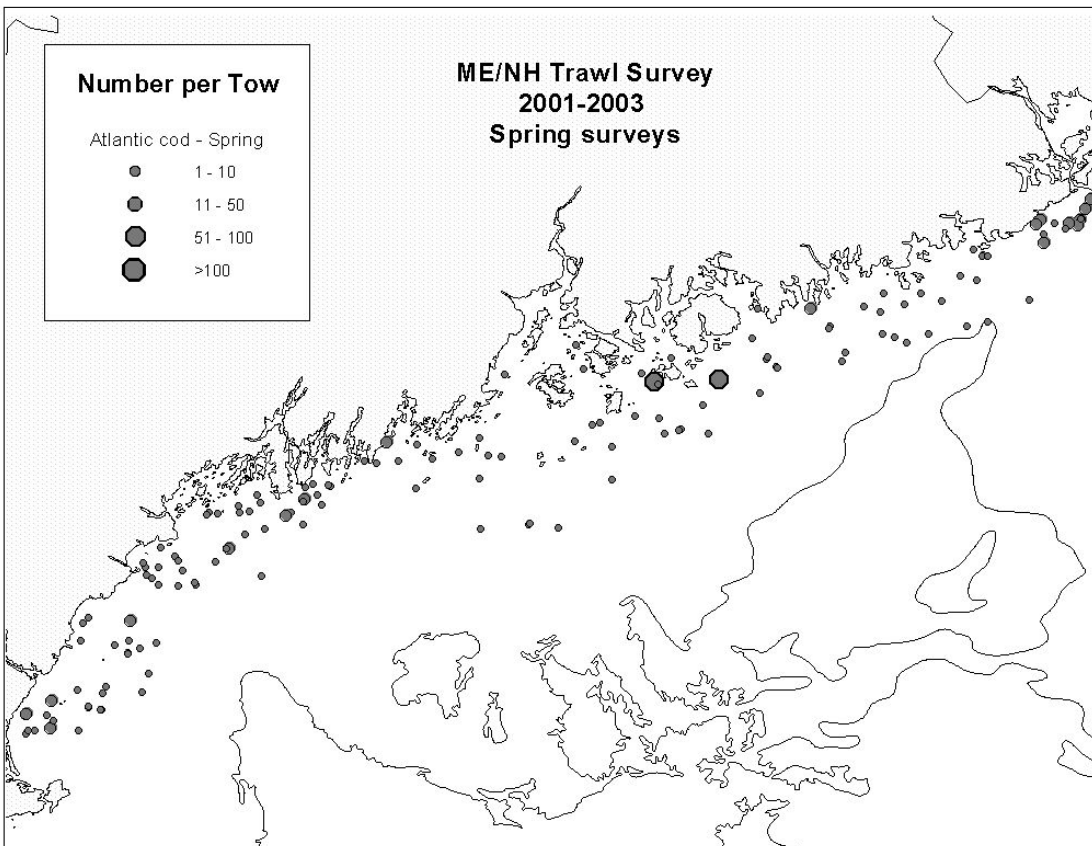 Number per Tow
Atlantic cod - Spring
1 - 10
11 - 50
51 - 100
>100
ME/NH Trawl Survey
2001-2003
Spring surveys